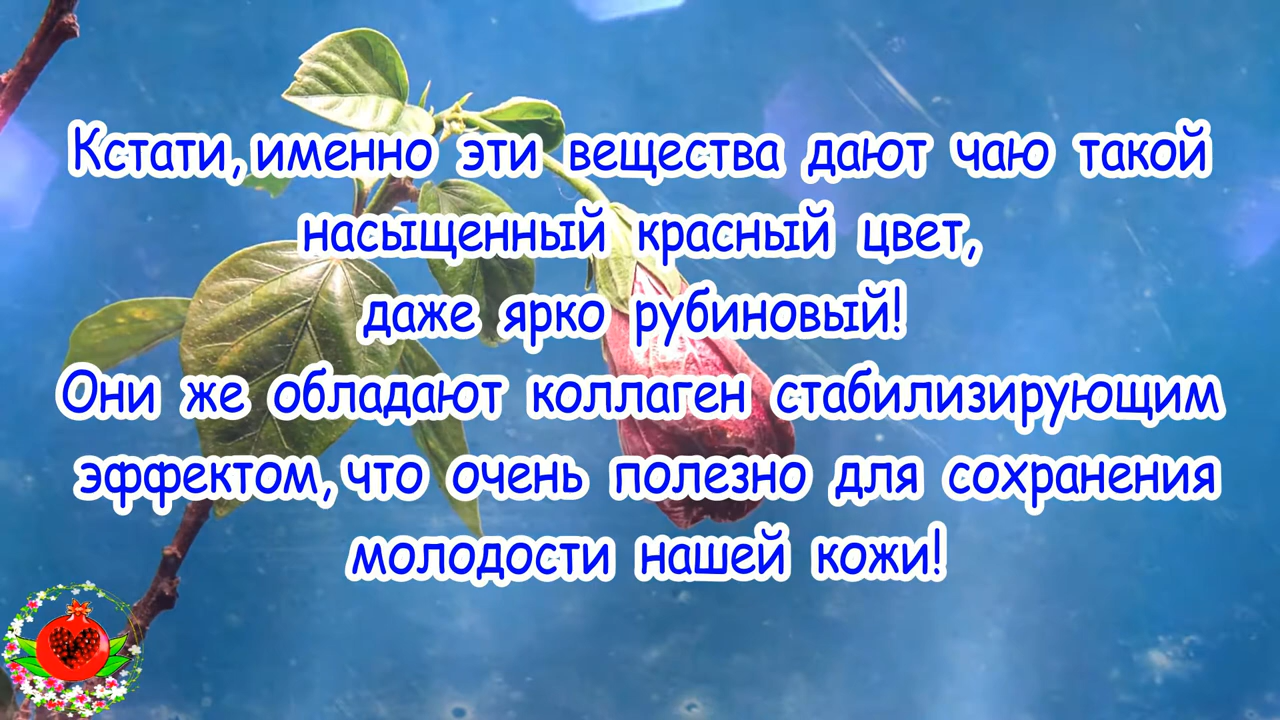 Кстати, именно эти вещества дают чаю такой
насыщенный красный цвет,
даже ярко рубиновый!
Они же обладают коллаген стабилизирующим
эффектом, что очень полезно для сохранения
молодости нашей кожи!